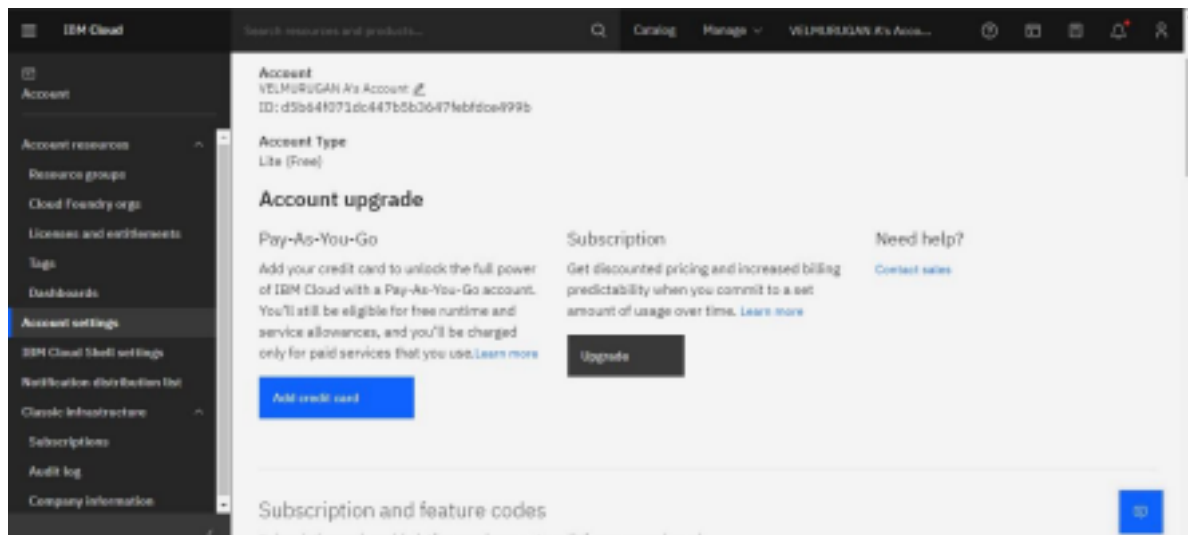 IBM Cloud
Search resources and products...
Catalog
Manage
VELMURUGAN A's Acco...
Account
Account resources
Resource groups
Cloud Foundry orgs
Licenses and entitlements
Tags
Dashboards
Account settings
IBM Cloud Shell settings
Notification distribution list
Classic Infrastructure
Subscriptions
Audit log
Company information
Account
VELMURUGAN A's Account
ID: d5b64f071dc447b5b3647febfdce499b
Account Type
Lite (Free)
Account upgrade
Pay-As-You-Go
Add your credit card to unlock the full power
of IBM Cloud with a Pay-As-You-Go account.
You'll still be eligible for free runtime and
service allowances, and you'll be charged
only for paid services that you use. Learn more
Add credit card
Subscription
Get discounted pricing and increased billing
predictability when you commit to a set
amount of usage over time. Learn more
Upgrade
Need help?
Contact sales
Subscription and feature codes